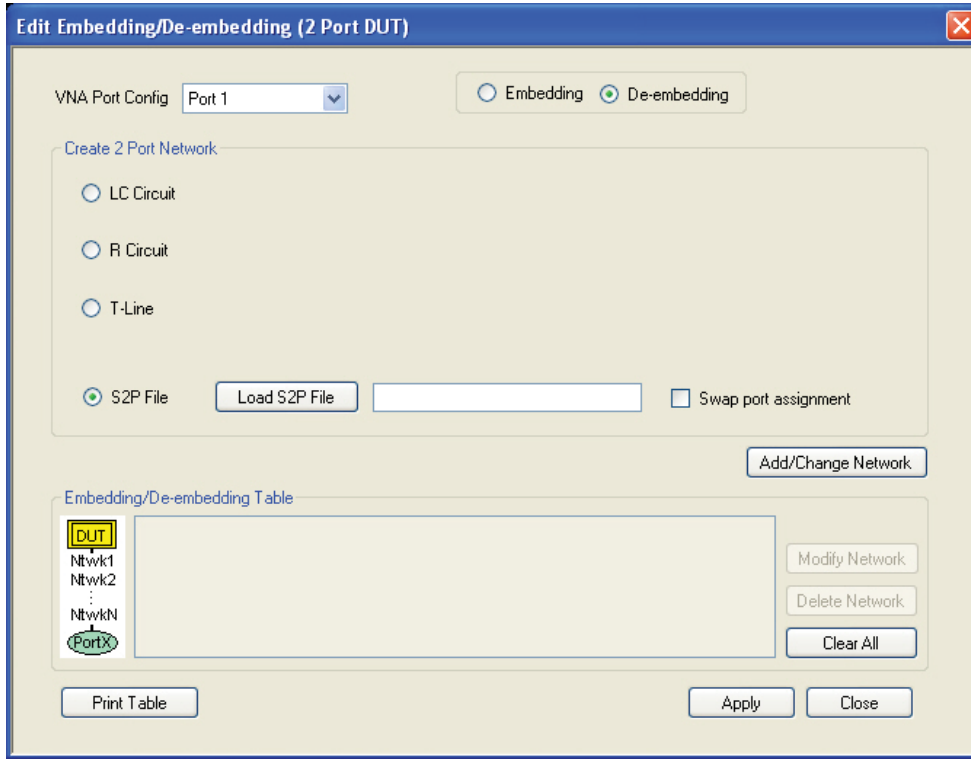 Edit Embedding/De-embedding (2 Port DUT)
VNA Port Config Port 1 Embedding De-embedding
Create 2 Port Network
LC Circuit
R Circuit
T-Line
S2P File Load S2P File Swap port assignment
Add/Change Network
Embedding/De-embedding Table
DUT
Ntwk1
Ntwk2
⋮
NtwkN
PortX
Modify Network
Delete Network
Clear All
Print Table Apply Close